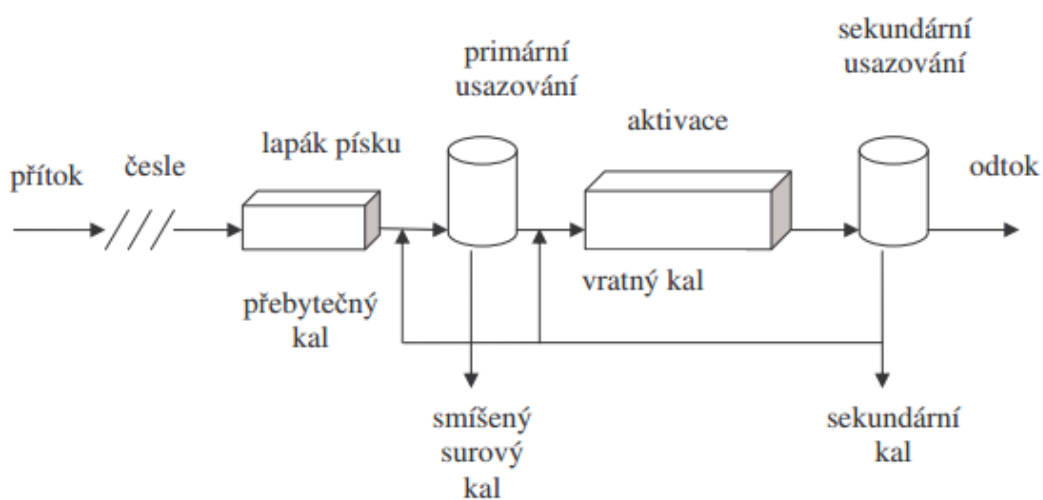 přítok
česle
lapák písku
primární
usazování
aktivace
sekundární
usazování
odtok
přebytečný
kal
vratný kal
smíšený
surový
kal
sekundární
kal